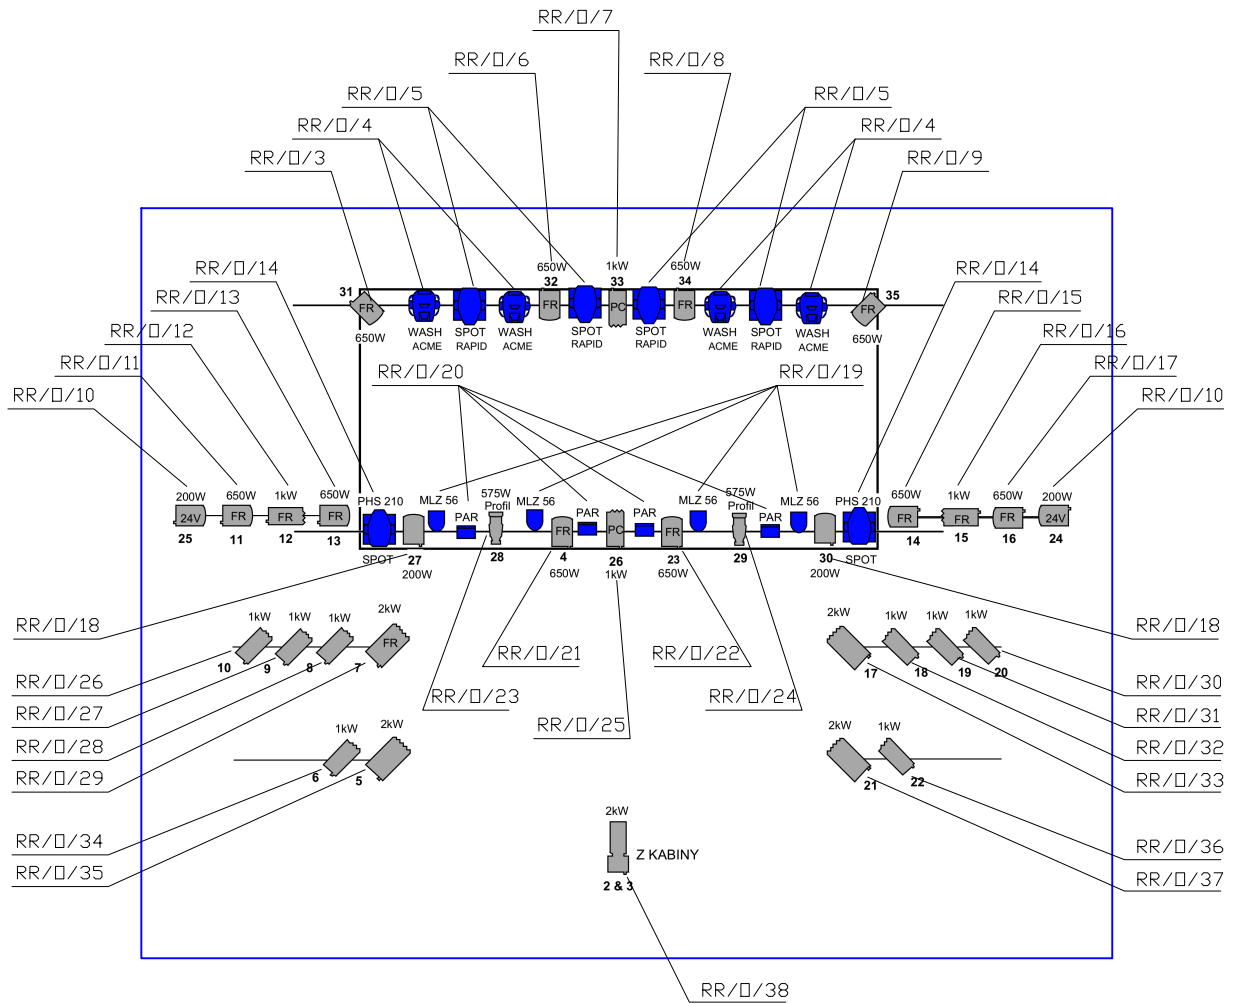 RR/O/7
RR/O/6
RR/O/8
RR/O/5
RR/O/5
RR/O/4
RR/O/4
RR/O/3
RR/O/9
650W
32
1kW
33
650W
34
31
35
FR
FR
PC
FR
FR
650W
WASH
ACME
SPOT
RAPID
WASH
ACME
SPOT
RAPID
SPOT
RAPID
WASH
ACME
SPOT
RAPID
WASH
ACME
650W
RR/O/14
RR/O/13
RR/O/12
RR/O/11
RR/O/10
RR/O/14
RR/O/15
RR/O/16
RR/O/17
RR/O/10
RR/O/20
RR/O/19
200W
24V
25
650W
FR
11
1kW
FR
12
650W
FR
13
PHS 210
SPOT
27
200W
MLZ 56
PAR
575W
Profil
28
MLZ 56
FR
4
650W
PAR
PC
26
1kW
PAR
FR
23
650W
MLZ 56
575W
Profil
29
PAR
MLZ 56
30
200W
PHS 210
SPOT
650W
FR
14
1kW
FR
15
650W
FR
16
200W
24V
24
RR/O/18
RR/O/26
RR/O/27
RR/O/28
RR/O/29
1kW
10
1kW
9
1kW
8
2kW
FR
7
RR/O/21
RR/O/22
RR/O/23
RR/O/24
RR/O/25
2kW
17
1kW
18
1kW
19
1kW
20
RR/O/18
RR/O/30
RR/O/31
RR/O/32
RR/O/33
1kW
6
2kW
5
2kW
21
1kW
22
RR/O/34
RR/O/35
RR/O/36
RR/O/37
2kW
Z KABINY
2 & 3
RR/O/38